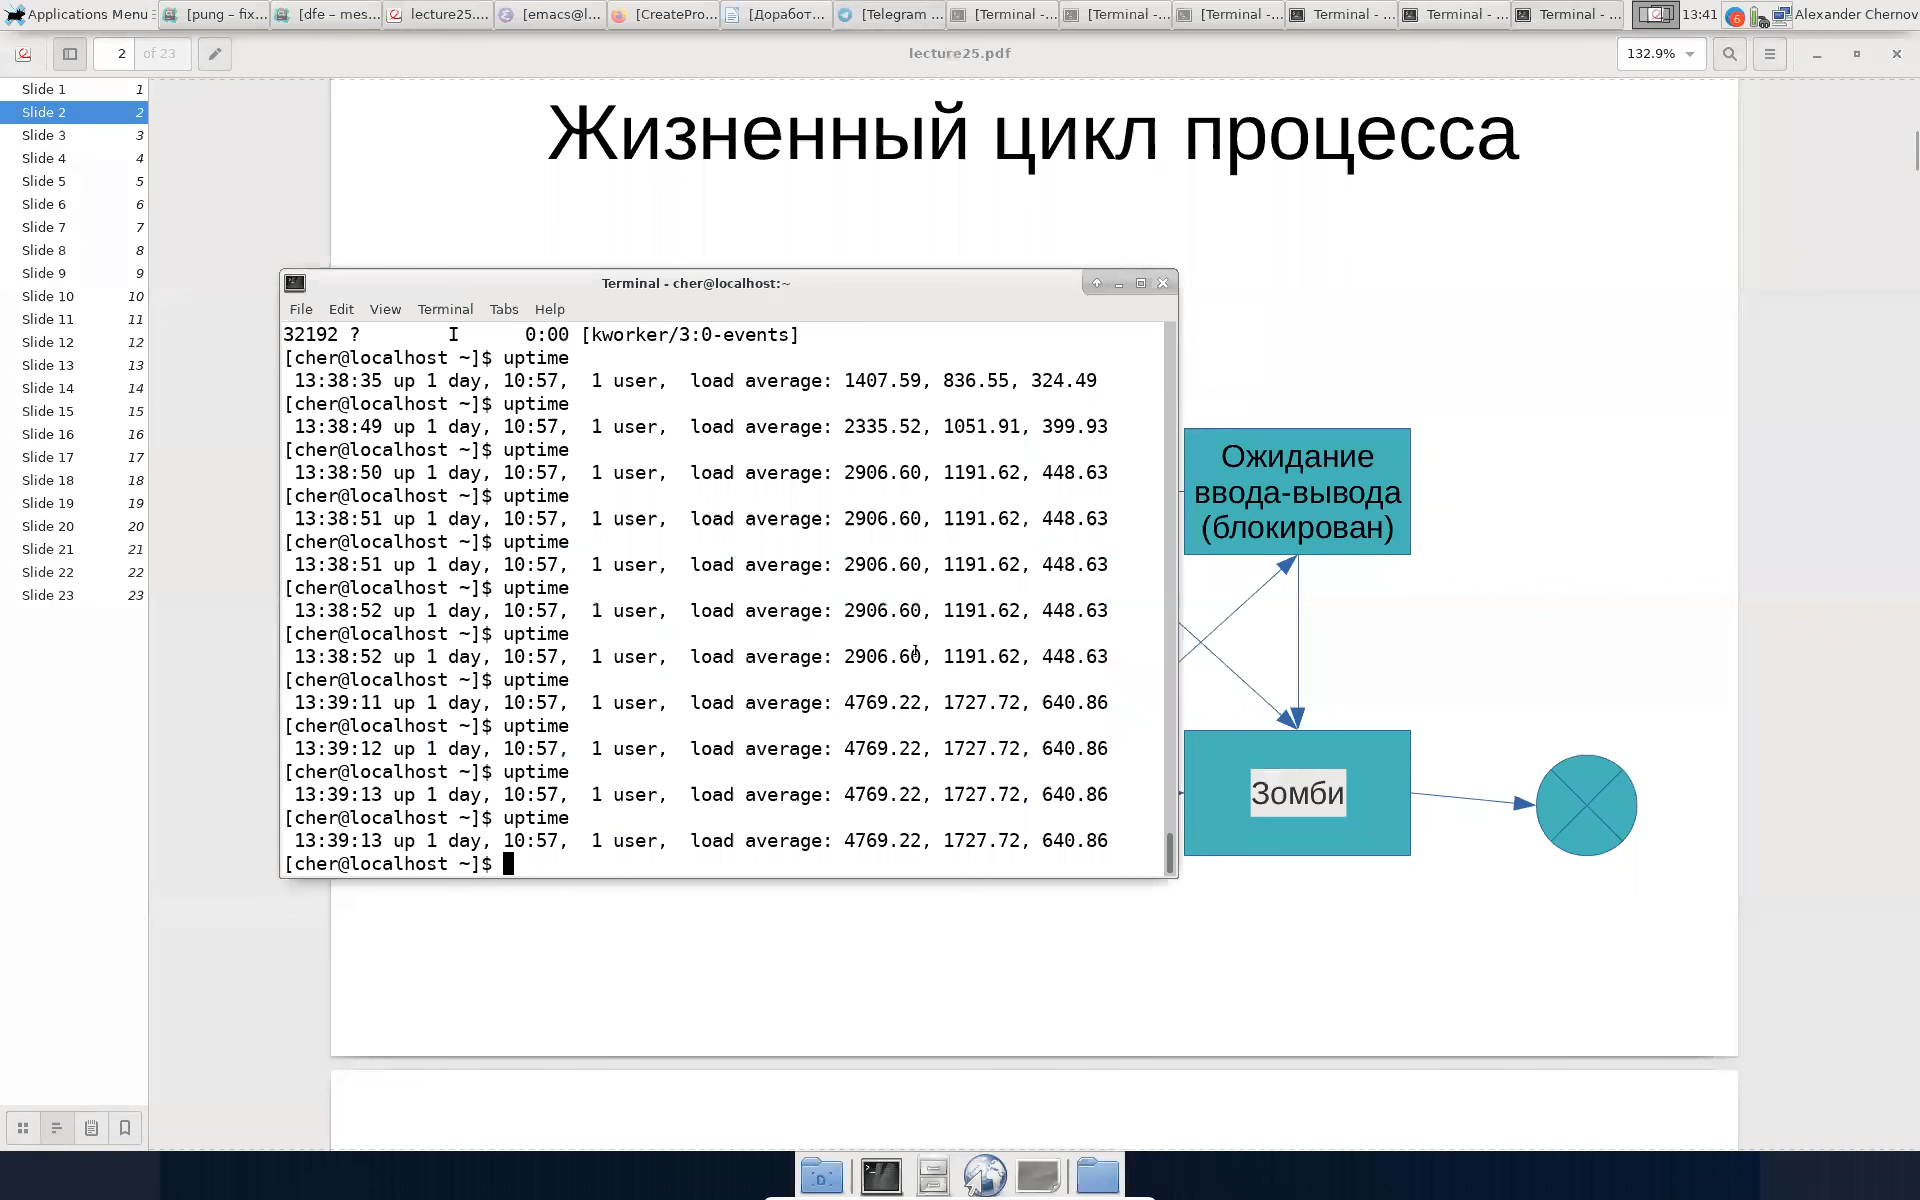 Applications Menu [pung – fix... [dfe – mes... lecture25.... [emacs@l... [CreatePro... [Доработ... [Telegram ... [Terminal -... [Terminal -... [Terminal -... Terminal - ... Terminal - ... Terminal - ... 13:41 6 Alexander Chernov
2 of 23 lecture25.pdf 132.9%
Slide 1 1
Slide 2 2
Slide 3 3
Slide 4 4
Slide 5 5
Slide 6 6
Slide 7 7
Slide 8 8
Slide 9 9
Slide 10 10
Slide 11 11
Slide 12 12
Slide 13 13
Slide 14 14
Slide 15 15
Slide 16 16
Slide 17 17
Slide 18 18
Slide 19 19
Slide 20 20
Slide 21 21
Slide 22 22
Slide 23 23
Жизненный цикл процесса
Terminal - cher@localhost:~
File Edit View Terminal Tabs Help
32192 ? I 0:00 [kworker/3:0-events]
[cher@localhost ~]$ uptime
13:38:35 up 1 day, 10:57, 1 user, load average: 1407.59, 836.55, 324.49
[cher@localhost ~]$ uptime
13:38:49 up 1 day, 10:57, 1 user, load average: 2335.52, 1051.91, 399.93
[cher@localhost ~]$ uptime
13:38:50 up 1 day, 10:57, 1 user, load average: 2906.60, 1191.62, 448.63
[cher@localhost ~]$ uptime
13:38:51 up 1 day, 10:57, 1 user, load average: 2906.60, 1191.62, 448.63
[cher@localhost ~]$ uptime
13:38:51 up 1 day, 10:57, 1 user, load average: 2906.60, 1191.62, 448.63
[cher@localhost ~]$ uptime
13:38:52 up 1 day, 10:57, 1 user, load average: 2906.60, 1191.62, 448.63
[cher@localhost ~]$ uptime
13:38:52 up 1 day, 10:57, 1 user, load average: 2906.60, 1191.62, 448.63
[cher@localhost ~]$ uptime
13:39:11 up 1 day, 10:57, 1 user, load average: 4769.22, 1727.72, 640.86
[cher@localhost ~]$ uptime
13:39:12 up 1 day, 10:57, 1 user, load average: 4769.22, 1727.72, 640.86
[cher@localhost ~]$ uptime
13:39:13 up 1 day, 10:57, 1 user, load average: 4769.22, 1727.72, 640.86
[cher@localhost ~]$ uptime
13:39:13 up 1 day, 10:57, 1 user, load average: 4769.22, 1727.72, 640.86
[cher@localhost ~]$
Ожидание
ввода-вывода
(блокирован)
Зомби